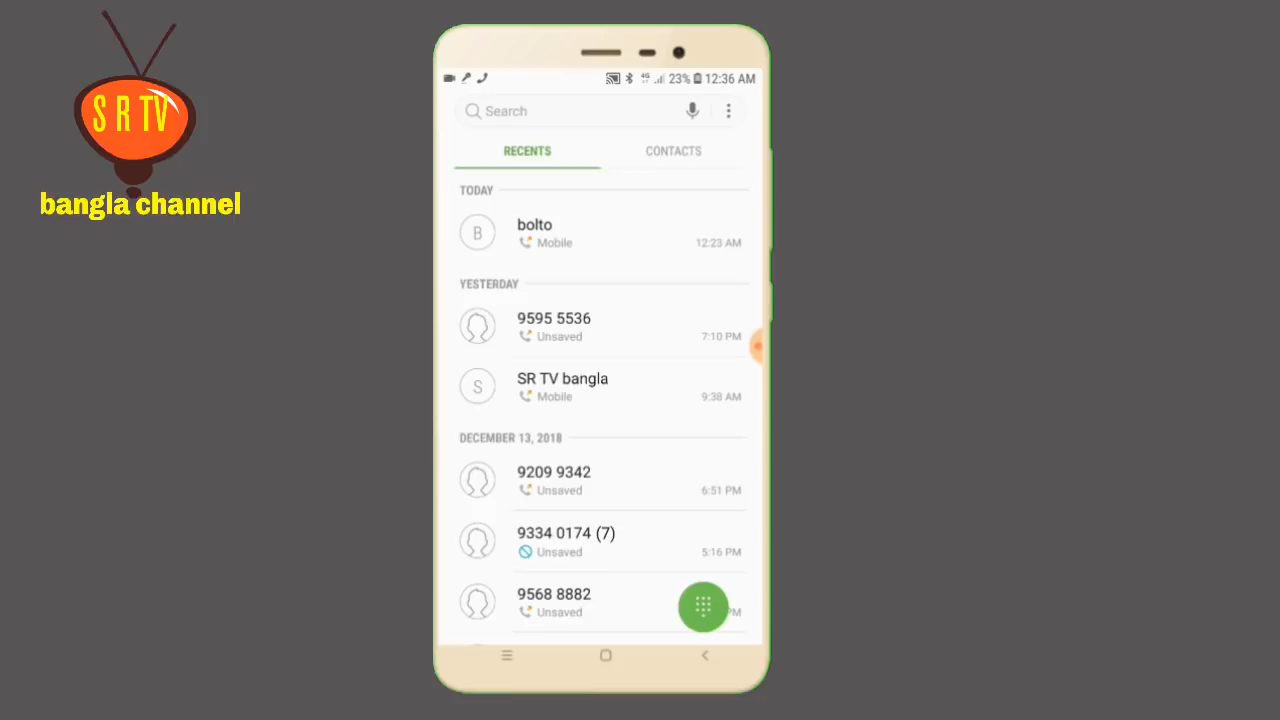 S R TV
bangla channel
4G 23% 12:36 AM
Search
RECENTS CONTACTS
TODAY
B bolto
Mobile 12:23 AM
YESTERDAY
9595 5536
Unsaved 7:10 PM
S SR TV bangla
Mobile 9:38 AM
DECEMBER 13, 2018
9209 9342
Unsaved 6:51 PM
9334 0174 (7)
Unsaved 5:16 PM
9568 8882
Unsaved PM